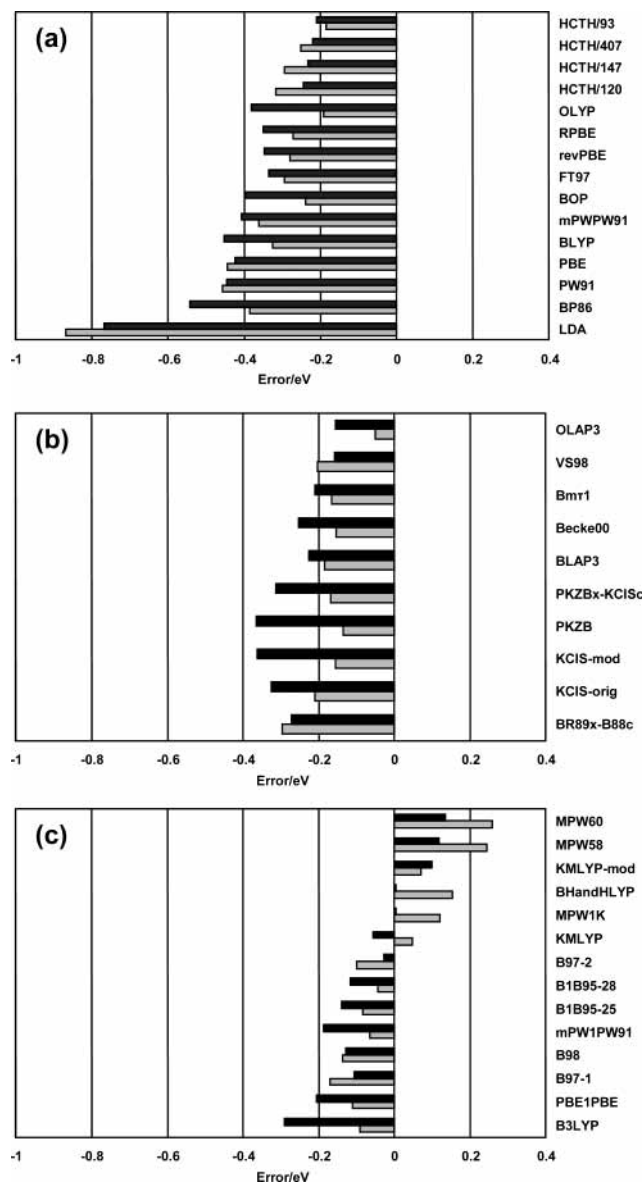 (a)
HCTH/93
HCTH/407
HCTH/147
HCTH/120
OLYP
RPBE
revPBE
FT97
BOP
mPWPW91
BLYP
PBE
PW91
BP86
LDA
-1 -0.8 -0.6 -0.4 -0.2 0 0.2 0.4
Error/eV
(b)
OLAP3
VS98
Bmτ1
Becke00
BLAP3
PKZBx-KCISc
PKZB
KCIS-mod
KCIS-orig
BR89x-B88c
-1 -0.8 -0.6 -0.4 -0.2 0 0.2 0.4
Error/eV
(c)
MPW60
MPW58
KMLYP-mod
BHandHLYP
MPW1K
KMLYP
B97-2
B1B95-28
B1B95-25
mPW1PW91
B98
B97-1
PBE1PBE
B3LYP
-1 -0.8 -0.6 -0.4 -0.2 0 0.2 0.4
Error/eV